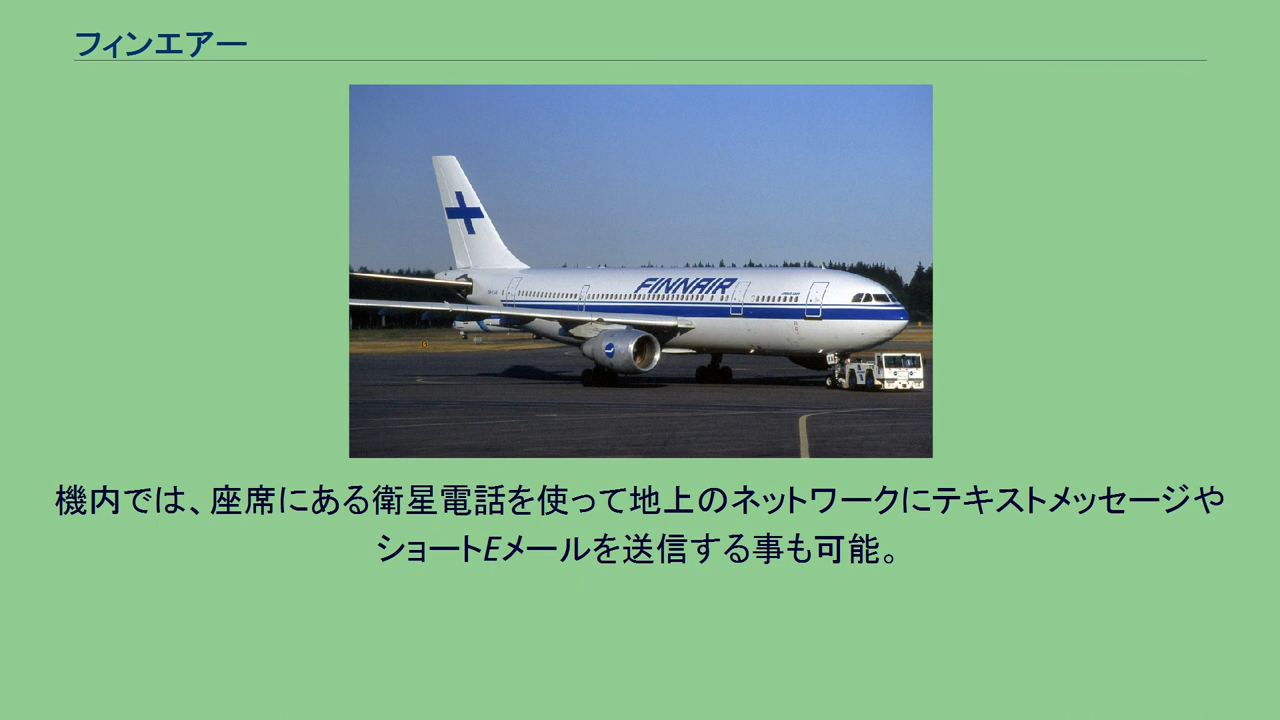 フィンエアー
FINNAIR
機内では、座席にある衛星電話を使って地上のネットワークにテキストメッセージや
ショートEメールを送信する事も可能。